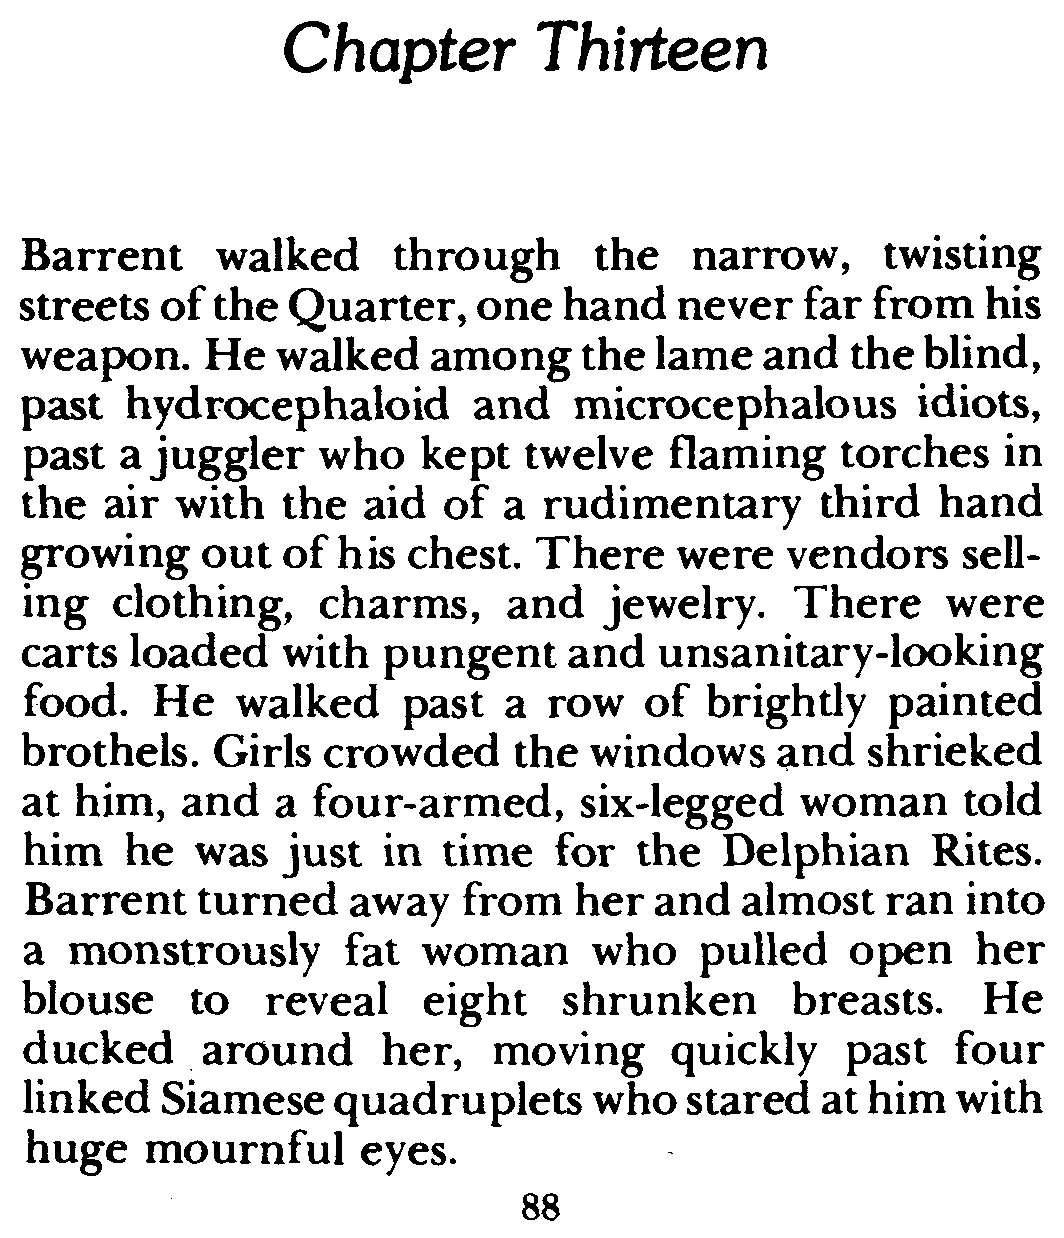 Chapter Thirteen
Barrent walked through the narrow, twisting
streets of the Quarter, one hand never far from his
weapon. He walked among the lame and the blind,
past hydrocephaloid and microcephalous idiots,
past a juggler who kept twelve flaming torches in
the air with the aid of a rudimentary third hand
growing out of his chest. There were vendors sell-
ing clothing, charms, and jewelry. There were
carts loaded with pungent and unsanitary-looking
food. He walked past a row of brightly painted
brothels. Girls crowded the windows and shrieked
at him, and a four-armed, six-legged woman told
him he was just in time for the Delphian Rites.
Barrent turned away from her and almost ran into
a monstrously fat woman who pulled open her
blouse to reveal eight shrunken breasts. He
ducked around her, moving quickly past four
linked Siamese quadruplets who stared at him with
huge mournful eyes.
88